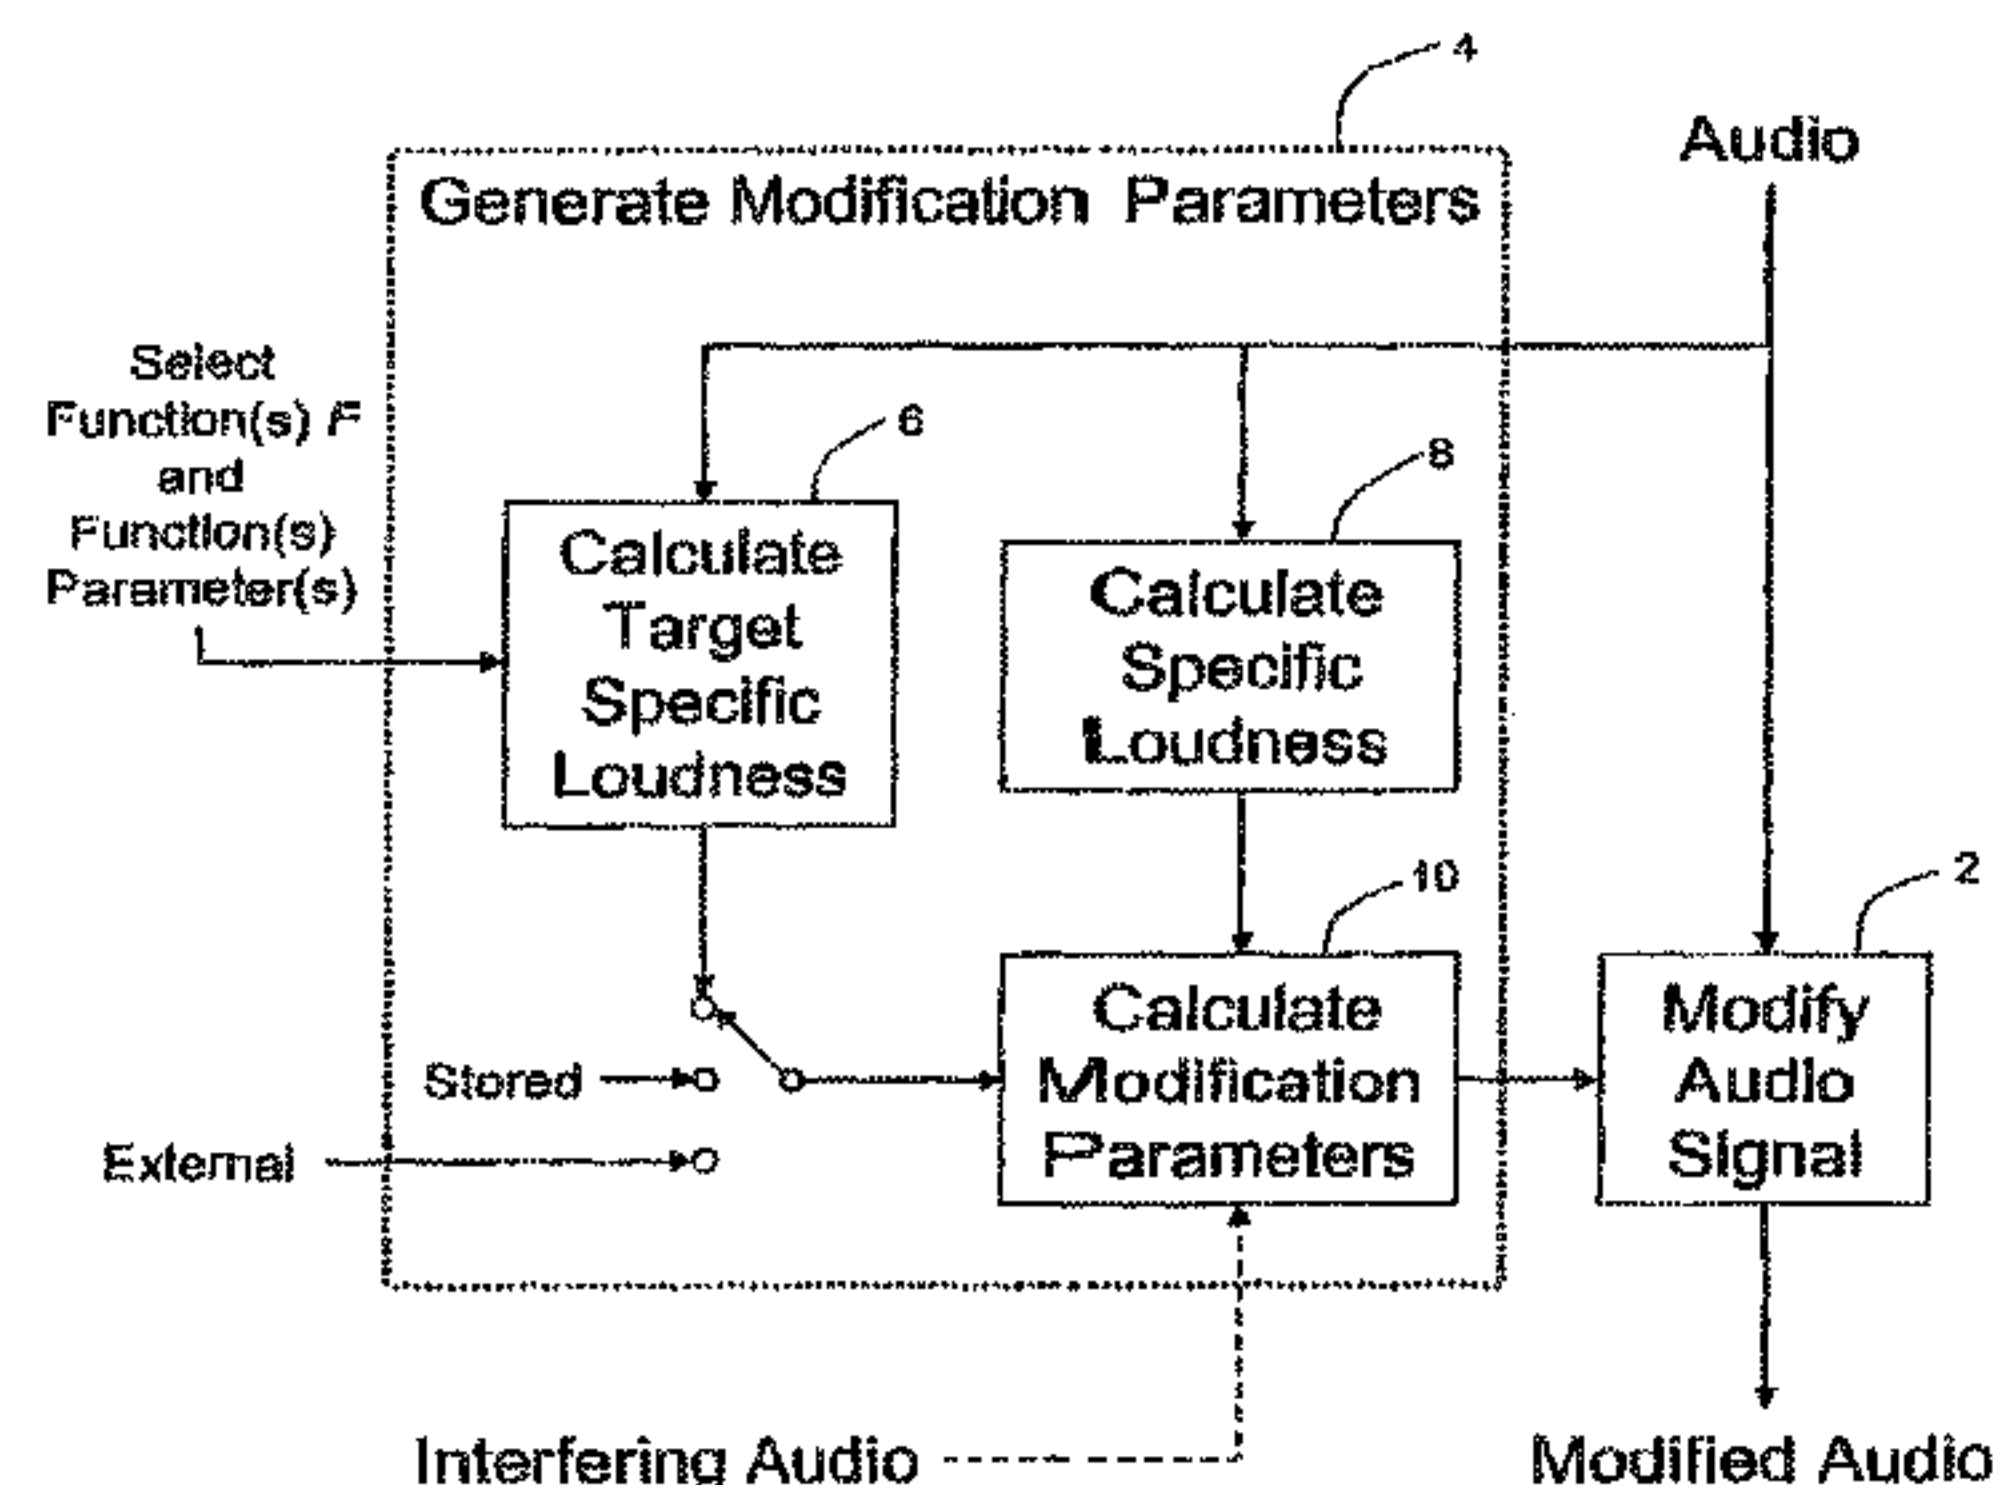 4
Audio
Generate Modification Parameters
Select
Function(s) F
and
Function(s)
Parameter(s)
6
8
Calculate
Target
Specific
Loudness
Calculate
Specific
Loudness
10
2
Calculate
Modification
Parameters
Modify
Audio
Signal
Stored
External
Interfering Audio
Modified Audio